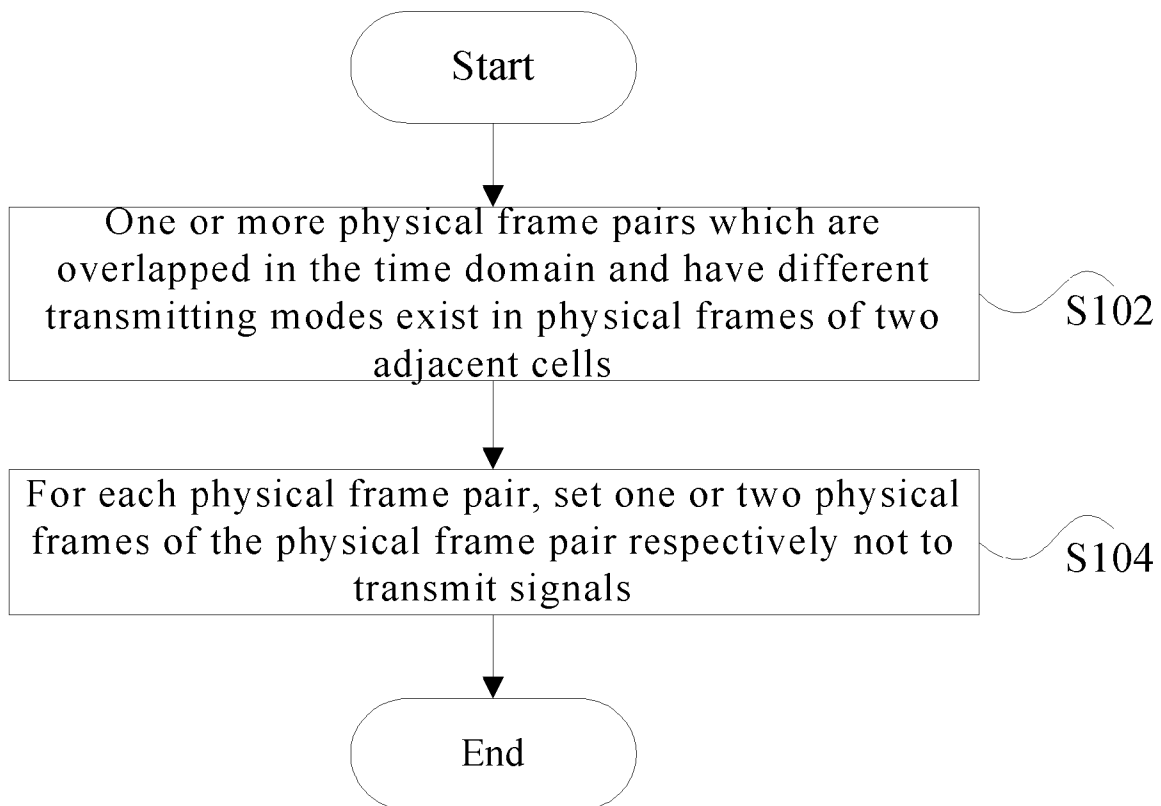 Start
One or more physical frame pairs which are
overlapped in the time domain and have different
transmitting modes exist in physical frames of two
adjacent cells
S102
For each physical frame pair, set one or two physical
frames of the physical frame pair respectively not to
transmit signals
S104
End